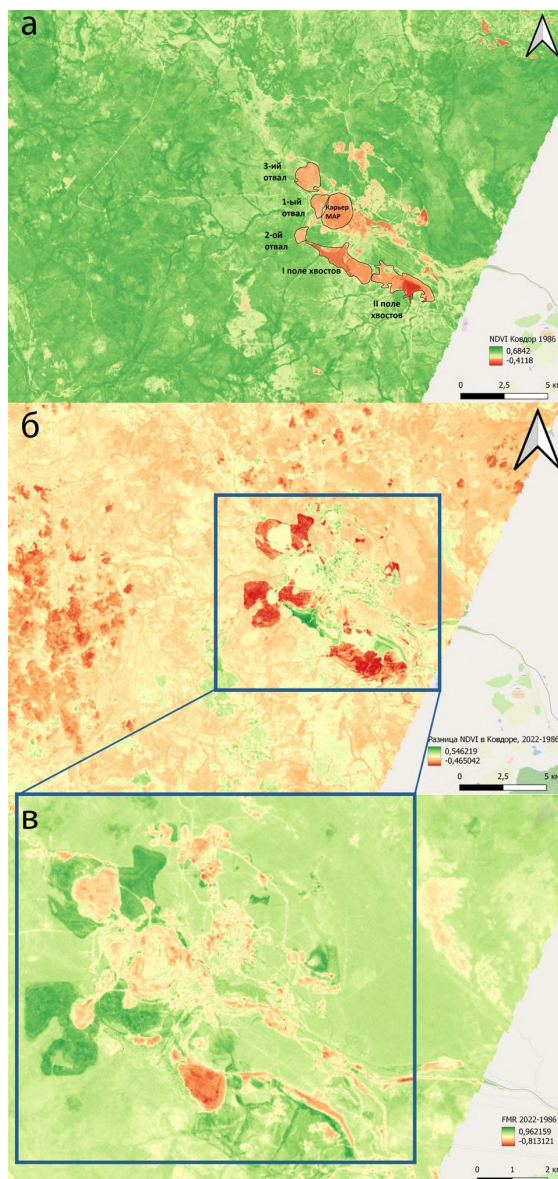 а
3-ий
отвал
1-ый
отвал
Карьер
МАР
2-ой
отвал
I поле хвостов
II поле
хвостов
NDVI Ковдор 1986
0,6842
-0,4118
0 2,5 5 км
б
Разница NDVI в Ковдоре, 2022-1986
0,546219
-0,465042
0 2,5 5 км
в
FMR 2022-1986
0,962159
-0,813121
0 1 2 км